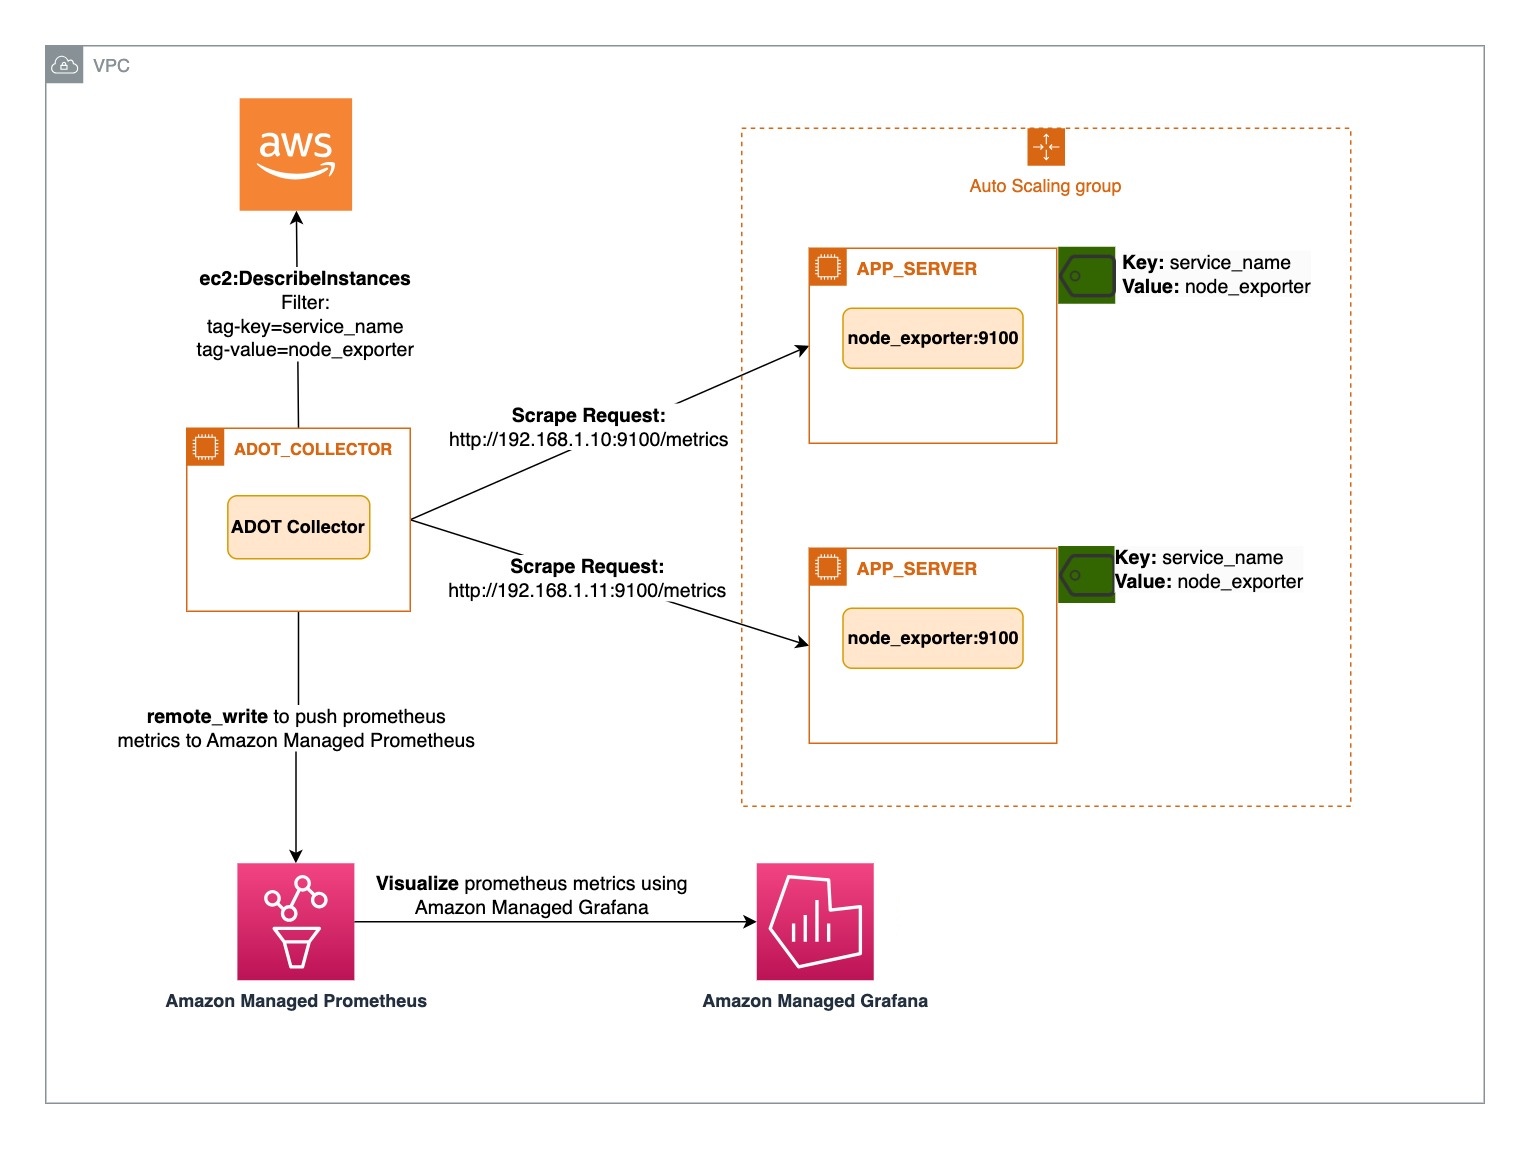 VPC
aws
Auto Scaling group
ec2:DescribeInstances
Filter:
tag-key=service_name
tag-value=node_exporter
APP_SERVER
Key: service_name
Value: node_exporter
node_exporter:9100
Scrape Request:
http://192.168.1.10:9100/metrics
ADOT_COLLECTOR
ADOT Collector
Scrape Request:
http://192.168.1.11:9100/metrics
APP_SERVER
Key: service_name
Value: node_exporter
node_exporter:9100
remote_write to push prometheus
metrics to Amazon Managed Prometheus
Visualize prometheus metrics using
Amazon Managed Grafana
Amazon Managed Prometheus
Amazon Managed Grafana